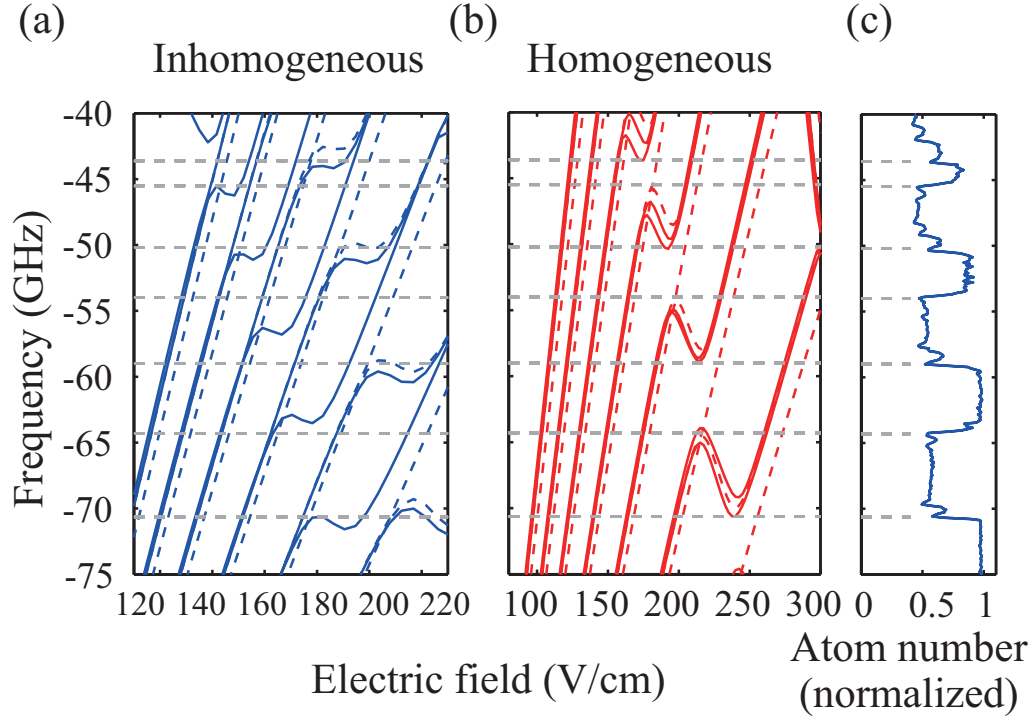 (a)
(b)
(c)
Inhomogeneous
Homogeneous
Frequency (GHz)
-40
-45
-50
-55
-60
-65
-70
-75
120 140 160 180 200 220
100 150 200 250 300
0 0.5 1
Electric field (V/cm)
Atom number
(normalized)